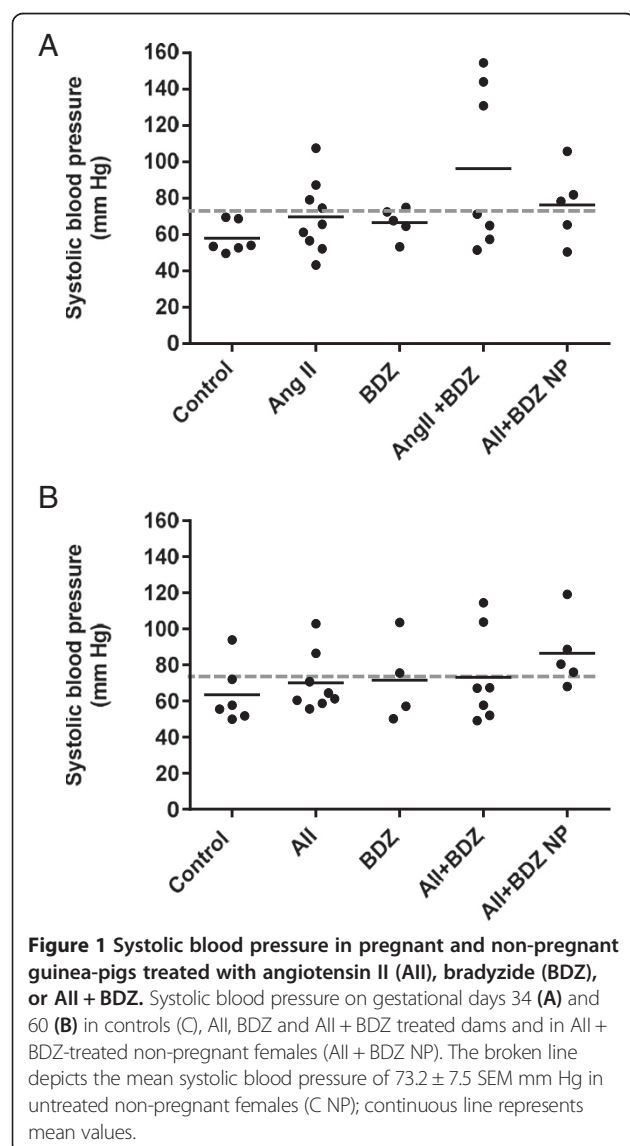 A
Systolic blood pressure
(mm Hg)
160
140
120
100
80
60
40
20
0
Control
Ang II
BDZ
AngII +BDZ
AII+BDZ NP
B
Systolic blood pressure
(mm Hg)
160
140
120
100
80
60
40
20
0
Control
AII
BDZ
AII+BDZ
AII+BDZ NP
Figure 1 Systolic blood pressure in pregnant and non-pregnant
guinea-pigs treated with angiotensin II (AII), bradyzide (BDZ),
or AII + BDZ. Systolic blood pressure on gestational days 34 (A) and
60 (B) in controls (C), AII, BDZ and AII + BDZ treated dams and in AII +
BDZ-treated non-pregnant females (AII + BDZ NP). The broken line
depicts the mean systolic blood pressure of 73.2 ± 7.5 SEM mm Hg in
untreated non-pregnant females (C NP); continuous line represents
mean values.